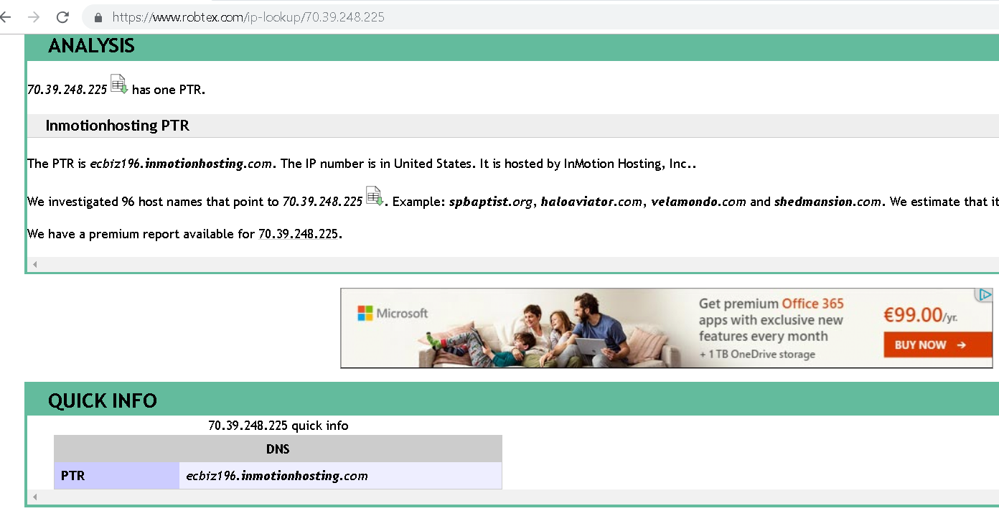 https://www.robtex.com/ip-lookup/70.39.248.225
ANALYSIS
70.39.248.225 has one PTR.
Inmotionhosting PTR
The PTR is ecbiz196.inmotionhosting.com. The IP number is in United States. It is hosted by InMotion Hosting, Inc..
We investigated 96 host names that point to 70.39.248.225 . Example: spbaptist.org, haloaviator.com, velamondo.com and shedmansion.com. We estimate that it
We have a premium report available for 70.39.248.225.
Microsoft
Get premium Office 365
apps with exclusive new
features every month
+ 1 TB OneDrive storage
€99.00/yr.
BUY NOW
QUICK INFO
70.39.248.225 quick info
DNS
PTR ecbiz196.inmotionhosting.com